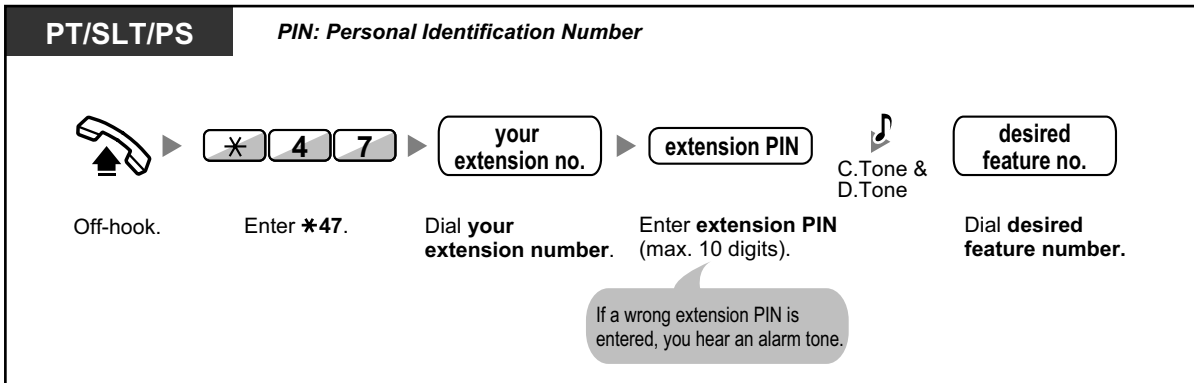 PT/SLT/PS
PIN: Personal Identification Number
* 4 7
your
extension no.
extension PIN
C.Tone &
D.Tone
desired
feature no.
Off-hook.
Enter *47.
Dial your
extension number.
Enter extension PIN
(max. 10 digits).
Dial desired
feature number.
If a wrong extension PIN is
entered, you hear an alarm tone.